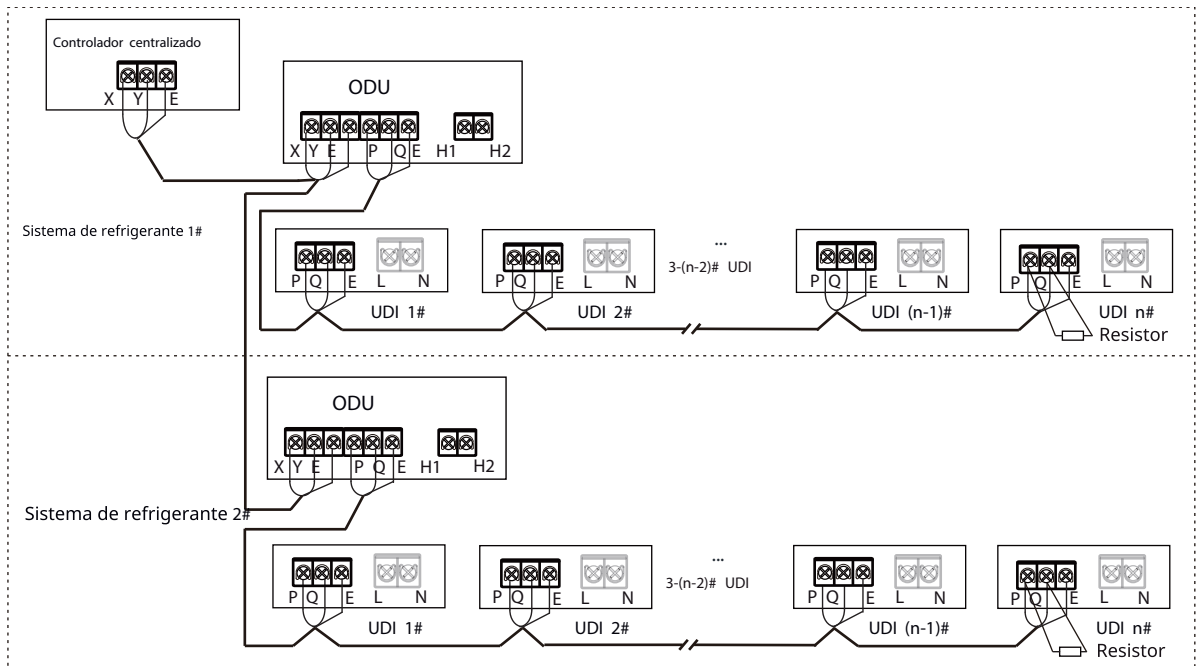 Controlador centralizado
X Y E
ODU
X Y E P Q E H1 H2
Sistema de refrigerante 1#
P Q E L N
UDI 1#
P Q E L N
UDI 2#
...
3-(n-2)# UDI
P Q E L N
UDI (n-1)#
P Q E L N
UDI n#
Resistor
ODU
X Y E P Q E H1 H2
Sistema de refrigerante 2#
P Q E L N
UDI 1#
P Q E L N
UDI 2#
...
3-(n-2)# UDI
P Q E L N
UDI (n-1)#
P Q E L N
UDI n#
Resistor